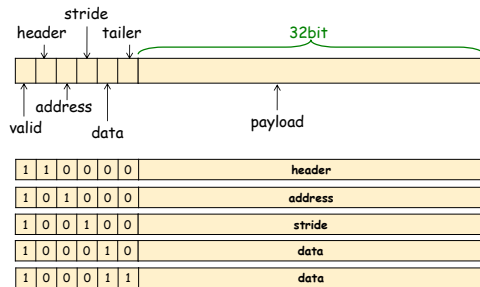 stride
header tailer 32bit
address
valid data payload
1 1 0 0 0 0 header
1 0 1 0 0 0 address
1 0 0 1 0 0 stride
1 0 0 0 1 0 data
1 0 0 0 1 1 data